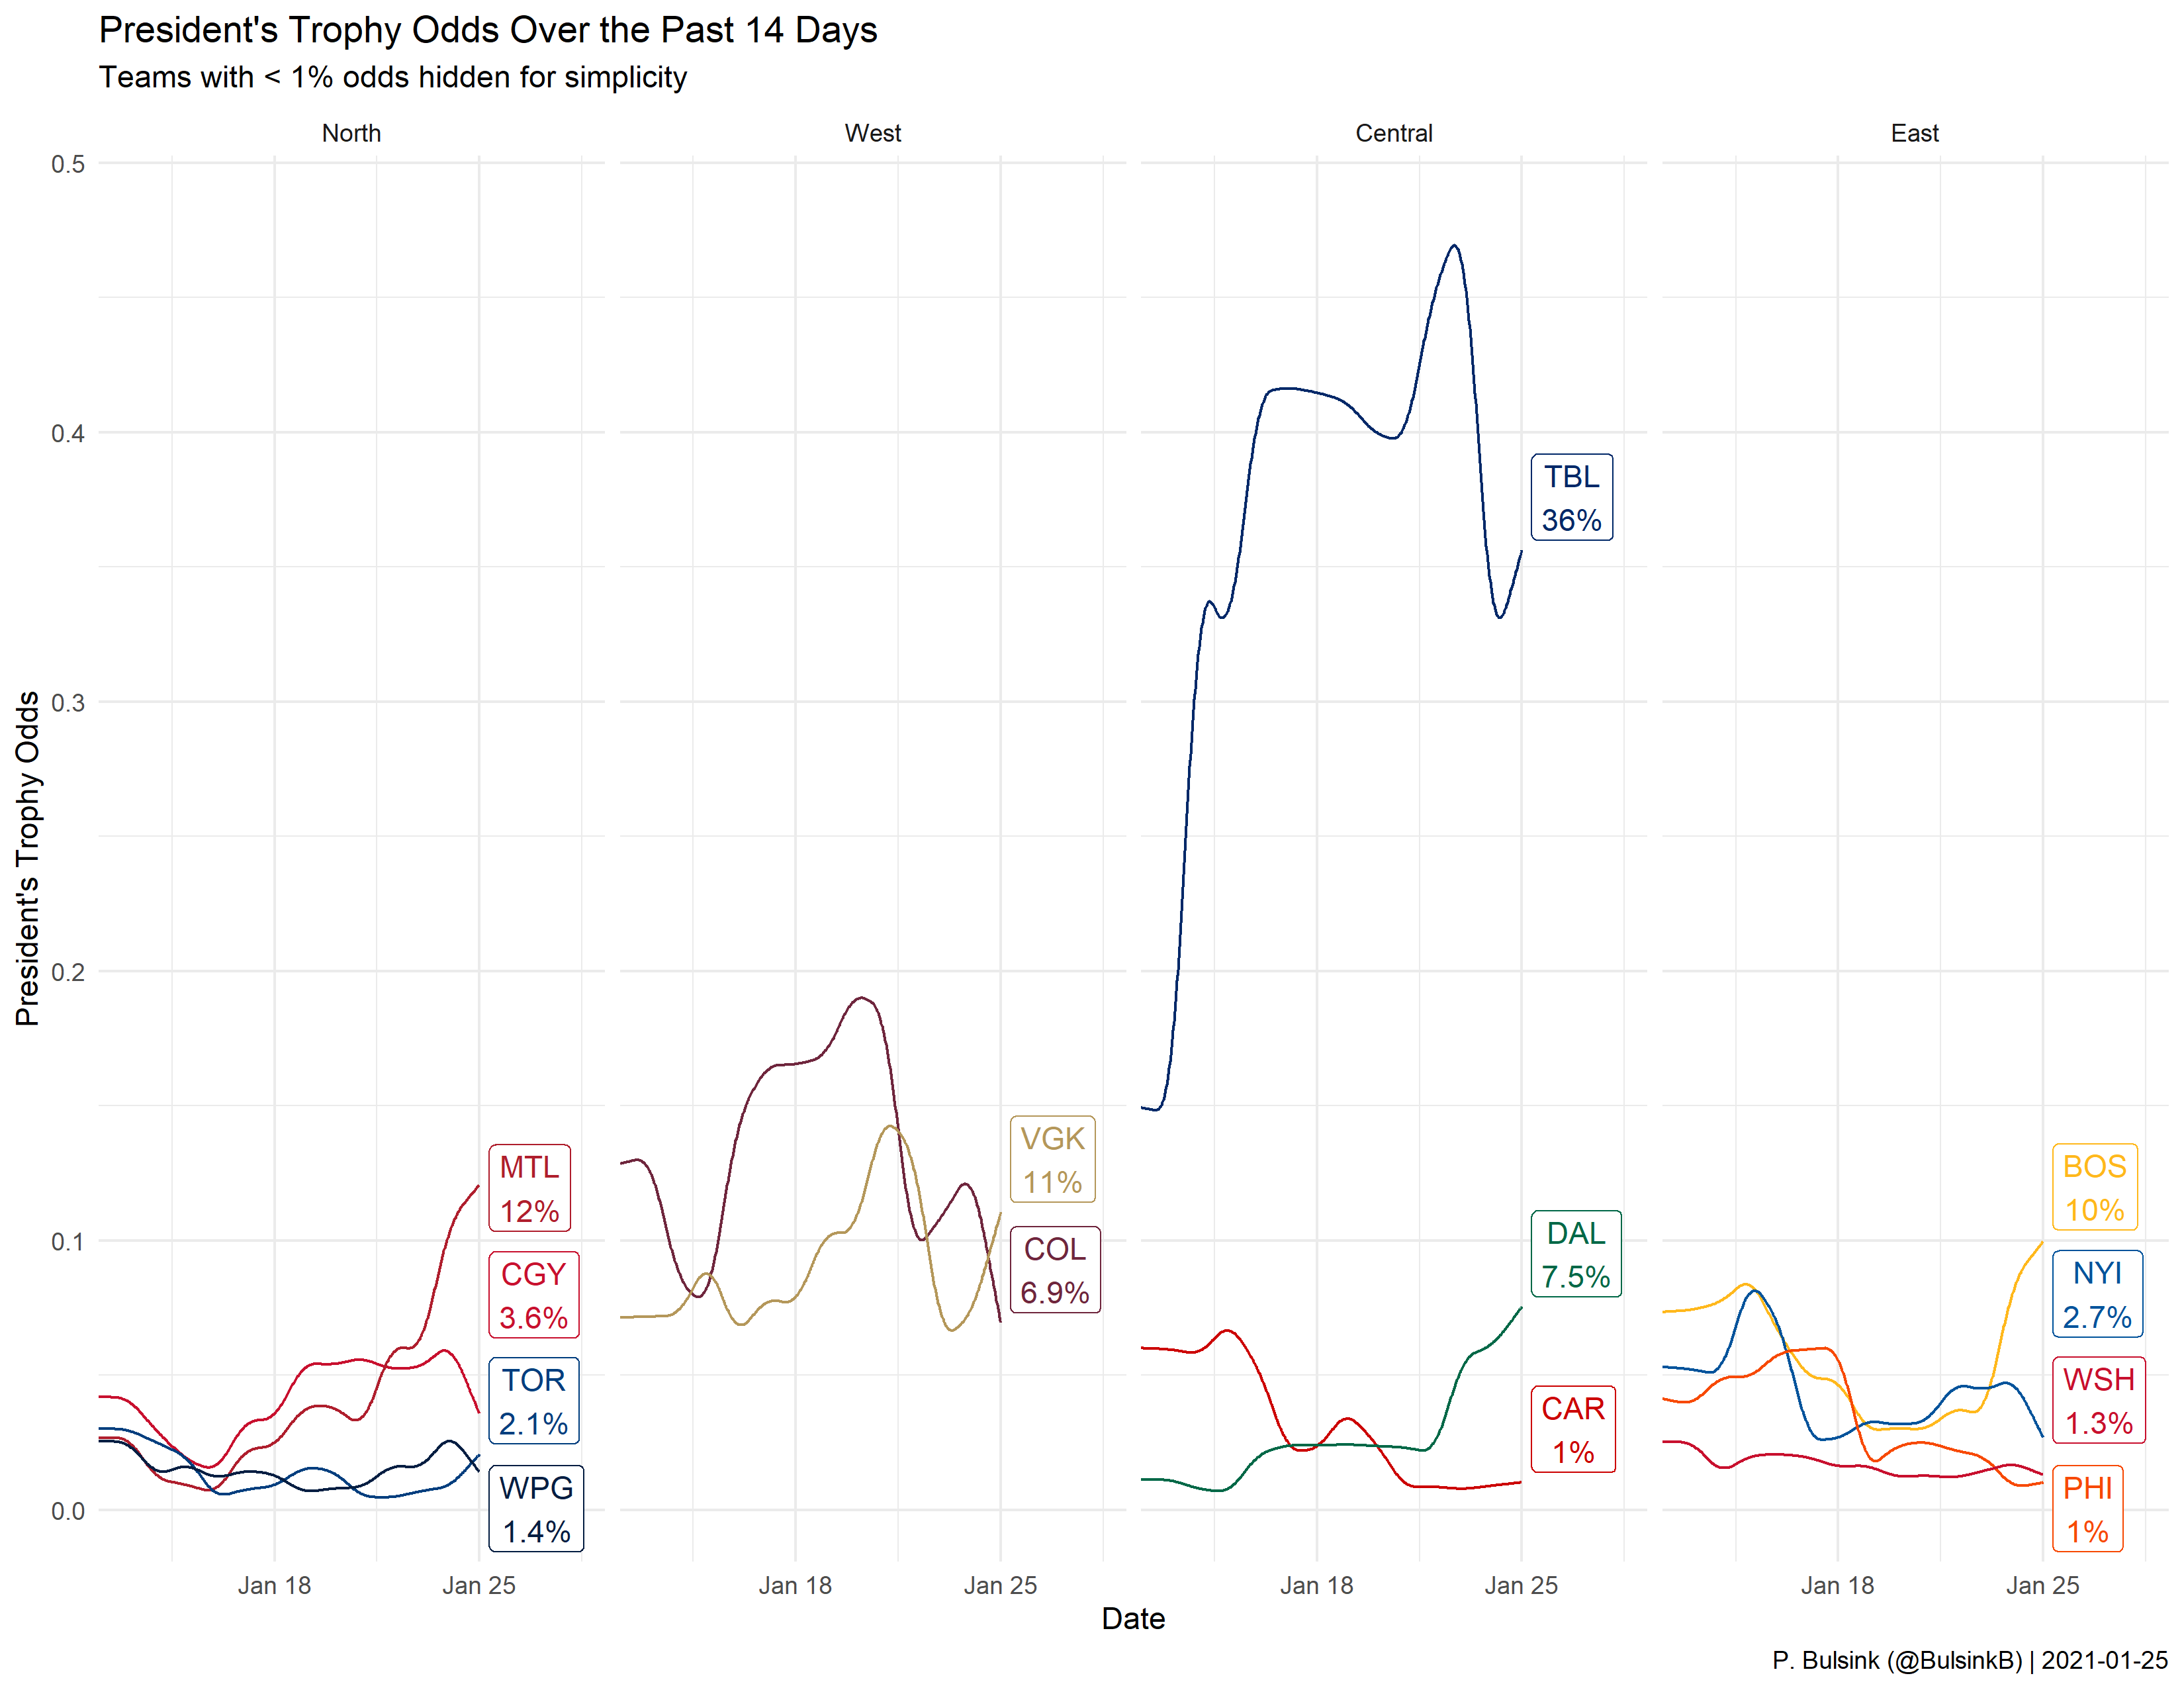 President's Trophy Odds Over the Past 14 Days
Teams with < 1% odds hidden for simplicity
North
West
Central
East
President's Trophy Odds
0.5
0.4
0.3
0.2
0.1
0.0
MTL
12%
CGY
3.6%
TOR
2.1%
WPG
1.4%
VGK
11%
COL
6.9%
TBL
36%
DAL
7.5%
CAR
1%
BOS
10%
NYI
2.7%
WSH
1.3%
PHI
1%
Jan 18
Jan 25
Jan 18
Jan 25
Jan 18
Jan 25
Jan 18
Jan 25
Date
P. Bulsink (@BulsinkB) | 2021-01-25